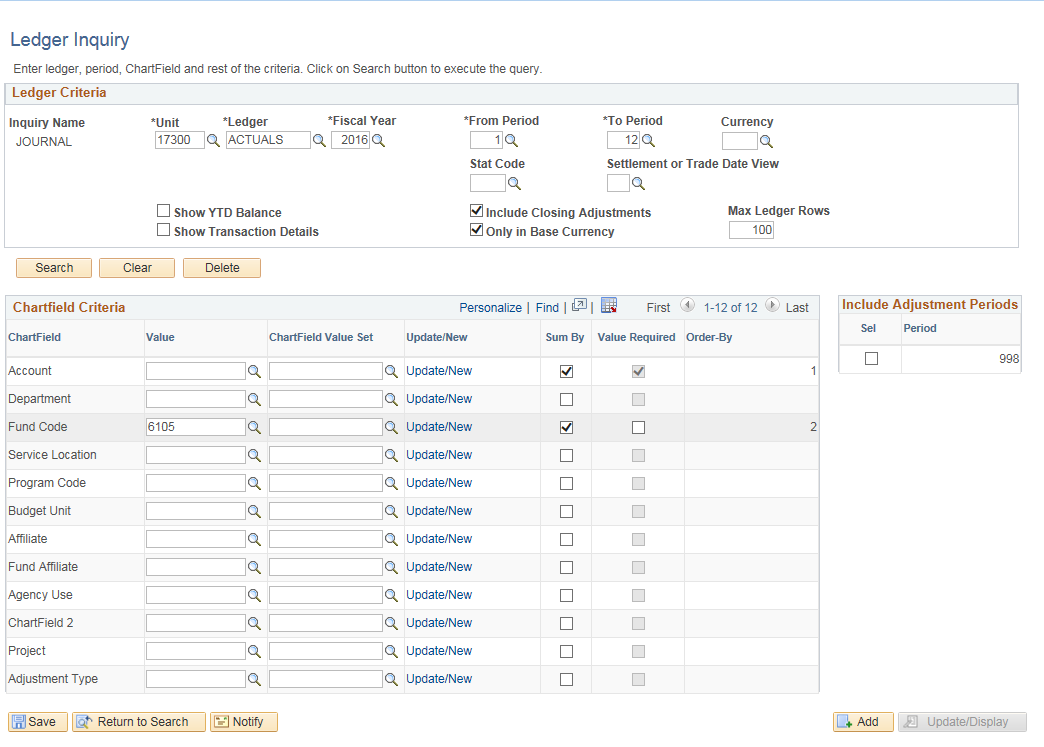 Ledger Inquiry
Enter ledger, period, ChartField and rest of the criteria. Click on Search button to execute the query.
Ledger Criteria
Inquiry Name *Unit *Ledger *Fiscal Year *From Period *To Period Currency
JOURNAL 17300 ACTUALS 2016 1 12
Stat Code Settlement or Trade Date View
Show YTD Balance Include Closing Adjustments Max Ledger Rows
Show Transaction Details Only in Base Currency 100
Search Clear Delete
Chartfield Criteria Personalize | Find | | First 1-12 of 12 Last
ChartField Value ChartField Value Set Update/New Sum By Value Required Order-By
Account Update/New 1
Department Update/New
Fund Code 6105 Update/New 2
Service Location Update/New
Program Code Update/New
Budget Unit Update/New
Affiliate Update/New
Fund Affiliate Update/New
Agency Use Update/New
ChartField 2 Update/New
Project Update/New
Adjustment Type Update/New
Include Adjustment Periods
Sel Period
998
Save Return to Search Notify Add Update/Display